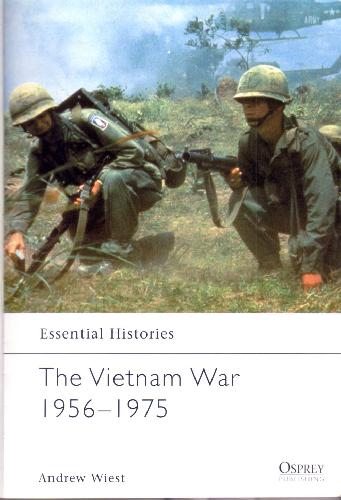 ARMY
Essential Histories
The Vietnam War
1956–1975
OSPREY
PUBLISHING
Andrew Wiest